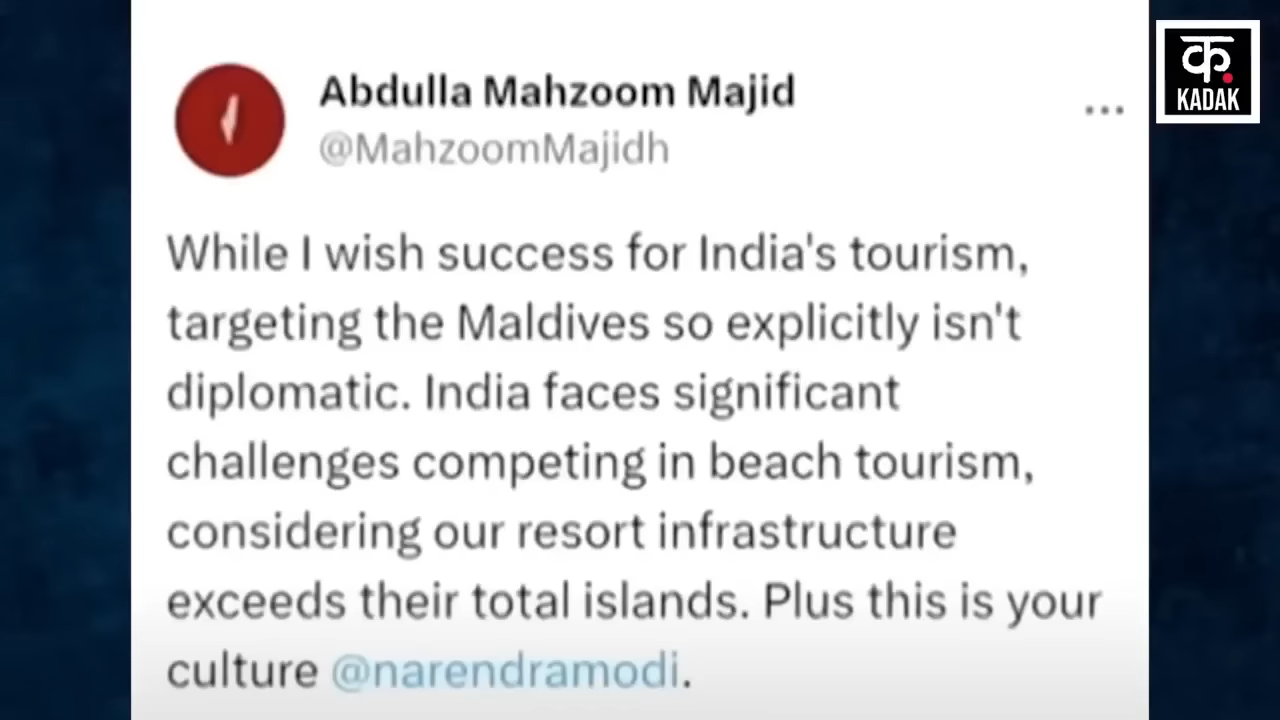 Abdulla Mahzoom Majid
@MahzoomMajidh
...
While I wish success for India's tourism,
targeting the Maldives so explicitly isn't
diplomatic. India faces significant
challenges competing in beach tourism,
considering our resort infrastructure
exceeds their total islands. Plus this is your
culture @narendramodi.
क
KADAK